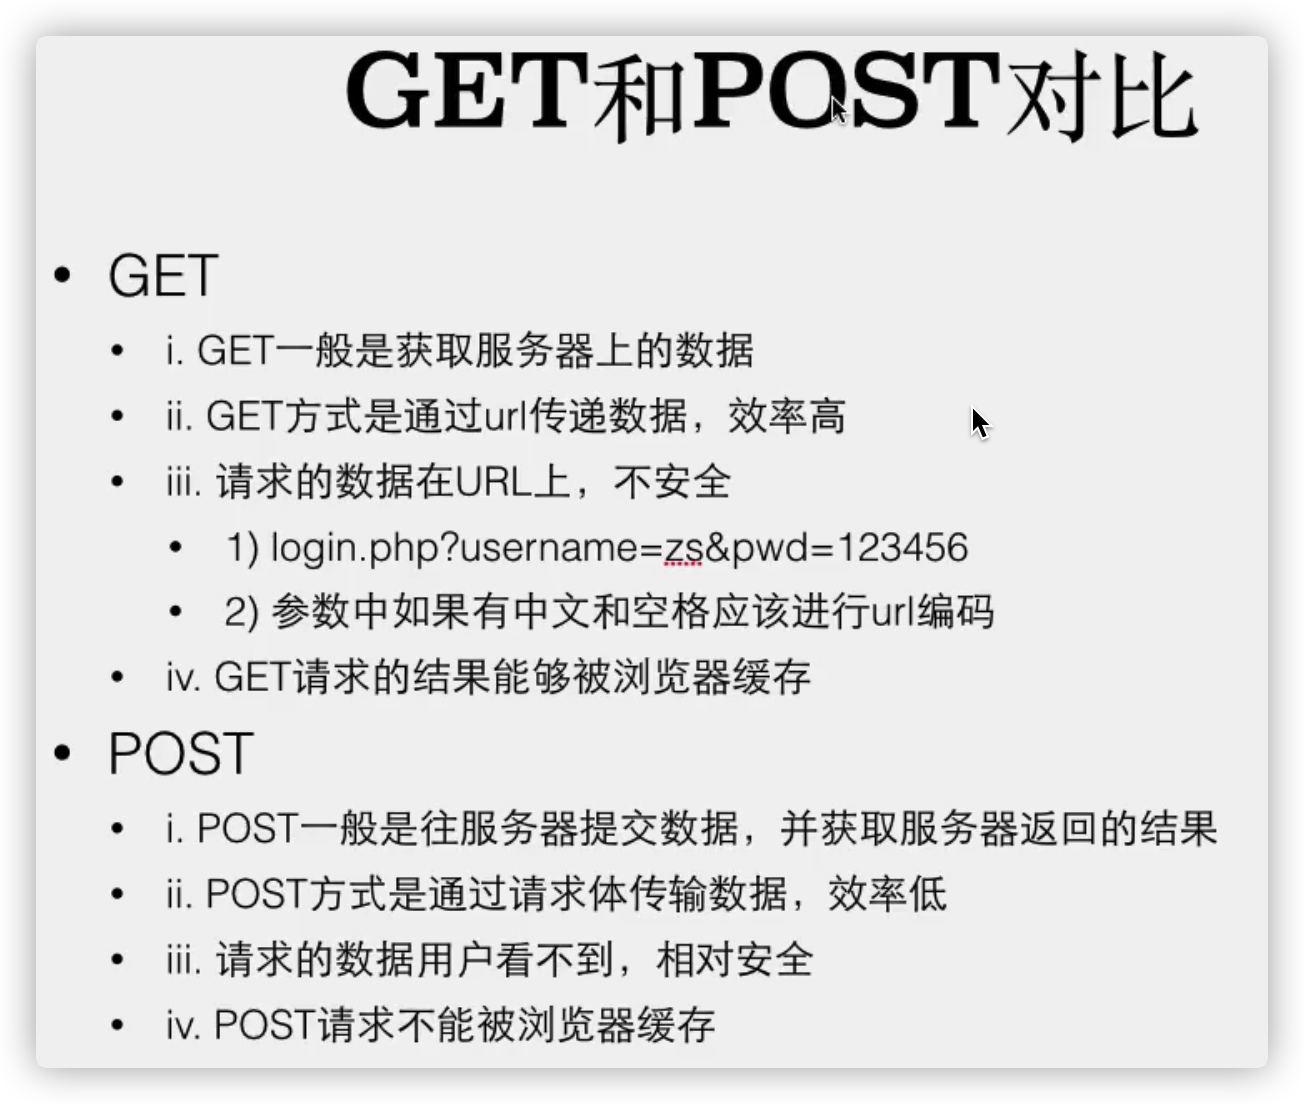 GET和POST对比
• GET
• i. GET一般是获取服务器上的数据
• ii. GET方式是通过url传递数据，效率高
• iii. 请求的数据在URL上，不安全
• 1) login.php?username=zs&pwd=123456
• 2) 参数中如果有中文和空格应该进行url编码
• iv. GET请求的结果能够被浏览器缓存
• POST
• i. POST一般是往服务器提交数据，并获取服务器返回的结果
• ii. POST方式是通过请求体传输数据，效率低
• iii. 请求的数据用户看不到，相对安全
• iv. POST请求不能被浏览器缓存